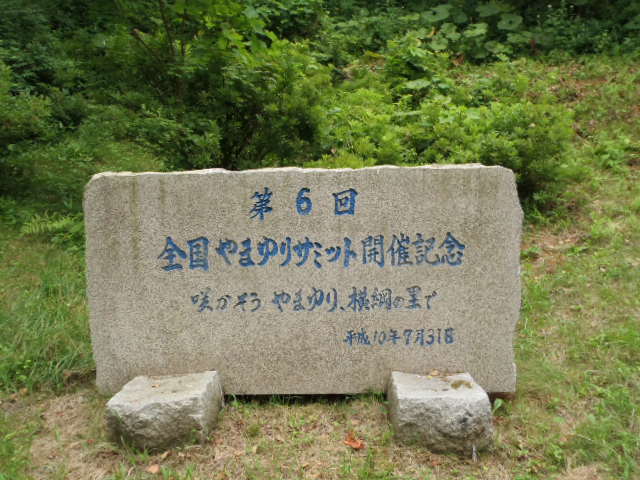 第6回
全国やまゆりサミット開催記念
咲かそう やまゆり、横綱の里で
平成10年7月31日